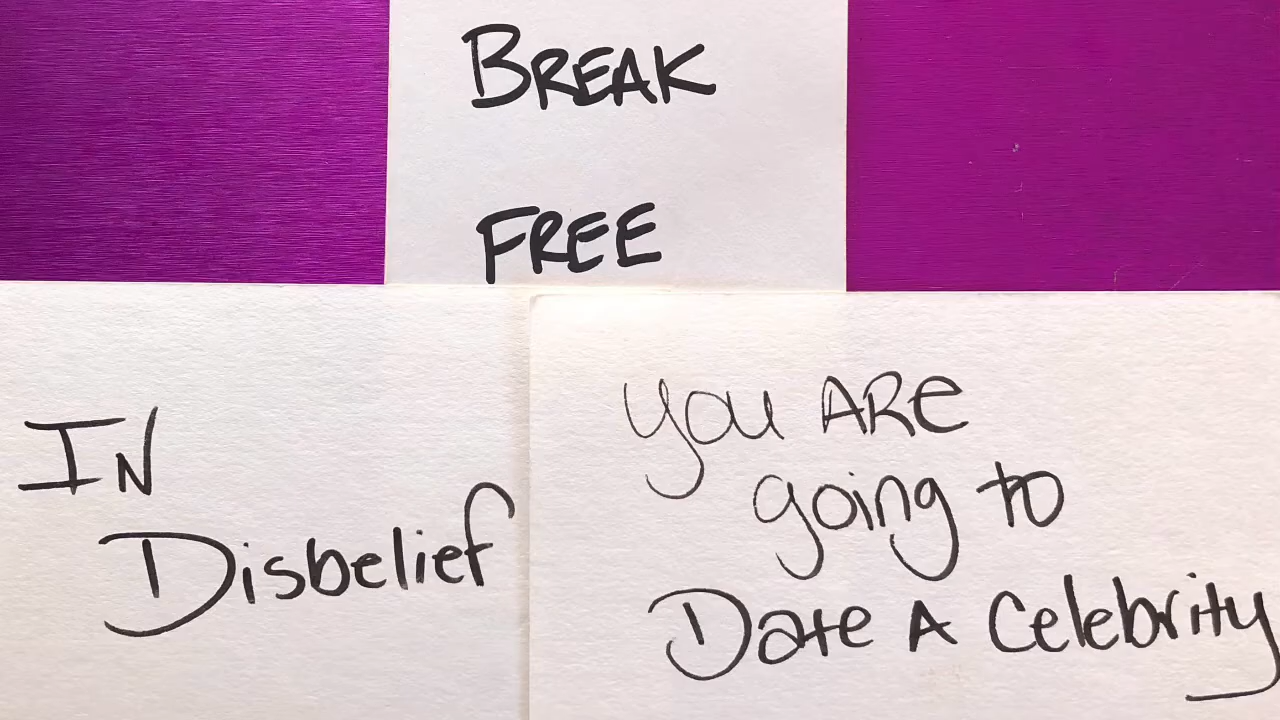 BREAK
FREE
IN
Disbelief
you ARe
going to
Date A Celebrity